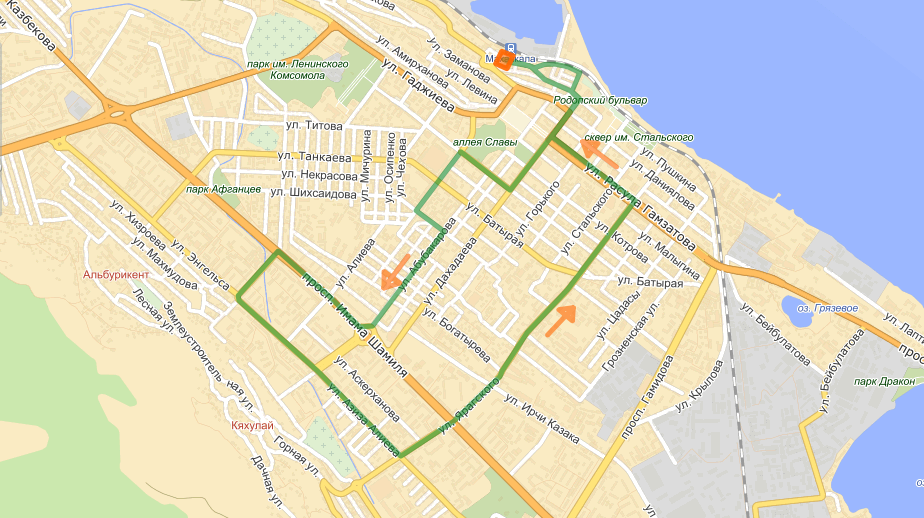 Казбекова
ул. Заманова
Махачкала
парк им. Ленинского
Комсомола
ул. Амирханова
ул. Левина
ул. Гаджиева
Родопский бульвар
ул. Титова
аллея Славы
сквер им. Стальского
ул. Танкаева
ул. Мичурина
ул. Осипенко
ул. Чехова
ул. Пушкина
ул. Даниялова
ул. Некрасова
ул. Шихсаидова
парк Афганцев
ул. Расула Гамзатова
ул. Горького
ул. Стальского
ул. Хизроева
ул. Махмудова
ул. Энгельса
ул. Батырая
ул. Котрова
ул. Малыгина
ул. Алиева
ул. Абубакарова
ул. Дахадаева
Альбурикент
Лесная ул.
ул. Батырая
просп. Имама Шамиля
ул. Цадасы
Грозненская ул.
оз. Грязевое
ул. Бейбулатова
ул. Лапт
прос
Землеустроитель
ная ул.
ул. Богатырева
ул. Аскерханова
ул. Азиза Алиева
ул. Ярагского
ул. Ирчи Казака
просп. Гамидова
ул. Крылова
ул. Бейбулатова
парк Дракон
Кяхулай
Горная ул.
Дачная ул.